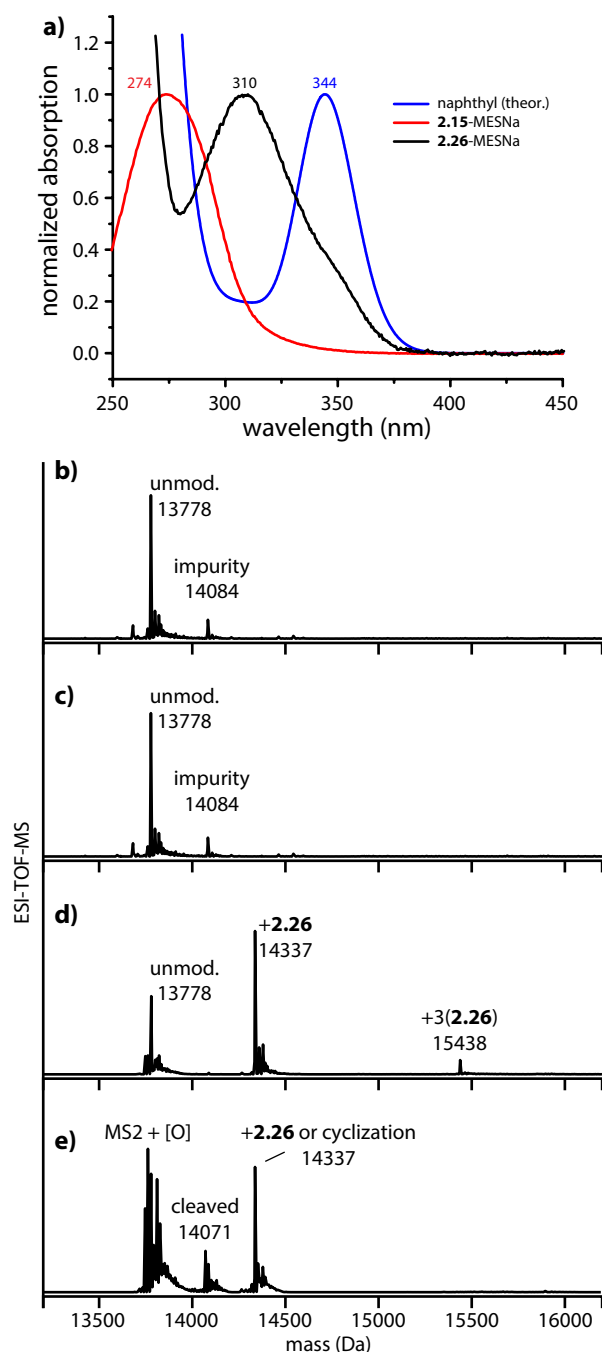 a)
1.2
1.0
0.8
0.6
0.4
0.2
0.0
normalized absorption
274
310
344
naphthyl (theor.)
2.15-MESNa
2.26-MESNa
250
300
350
400
450
wavelength (nm)
b)
unmod.
13778
impurity
14084
c)
unmod.
13778
impurity
14084
ESI-TOF-MS
d)
unmod.
13778
+2.26
14337
+3(2.26)
15438
e)
MS2 + [O]
cleaved
14071
+2.26 or cyclization
14337
13500
14000
14500
15000
15500
16000
mass (Da)